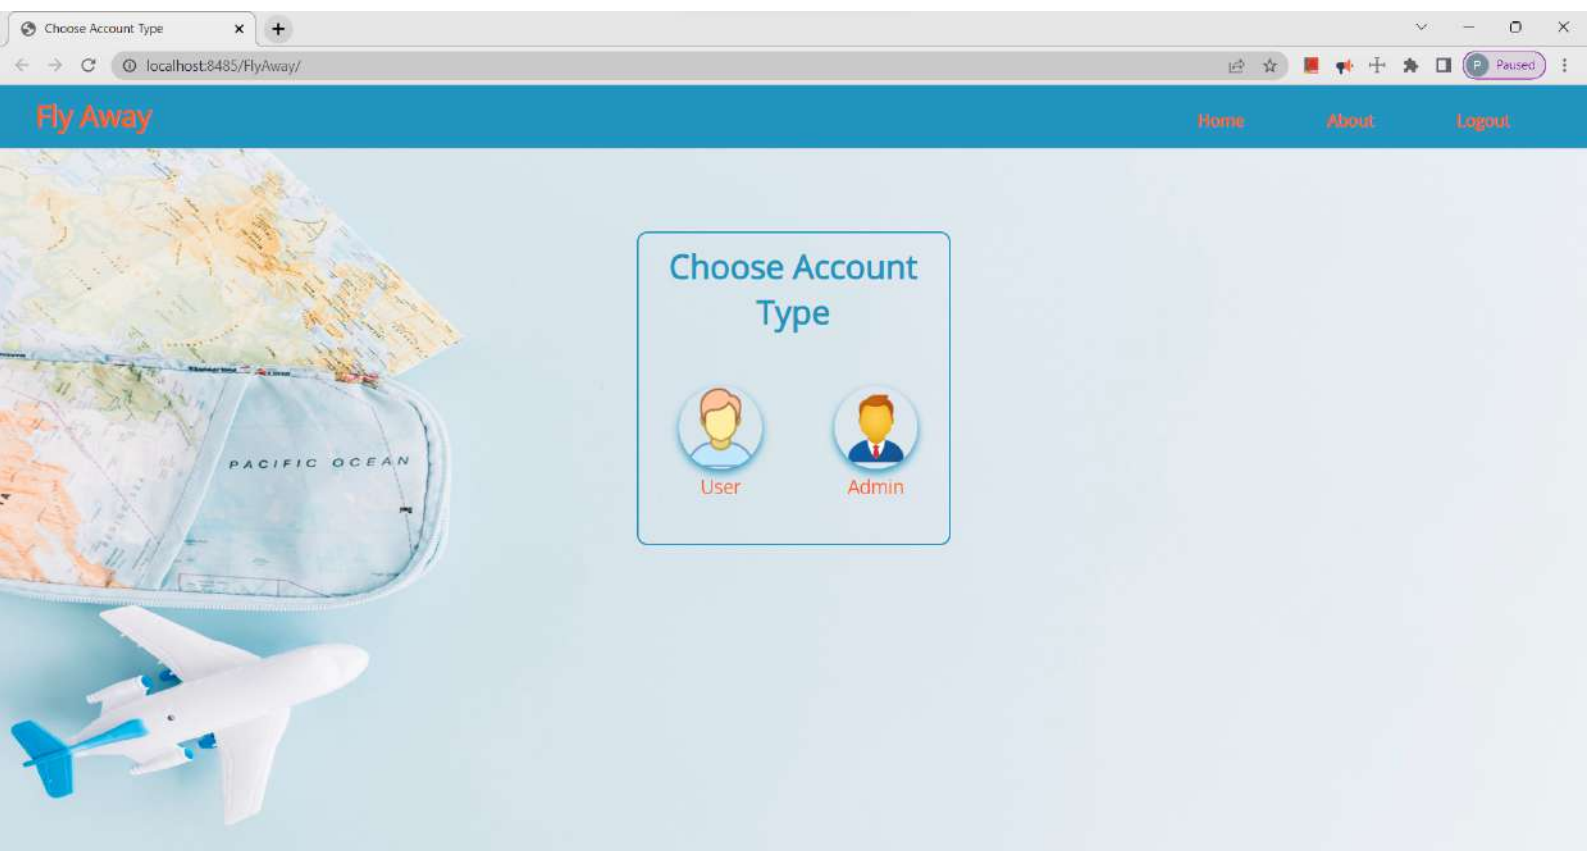 Choose Account Type
localhost:8485/FlyAway/
P Paused
Fly Away
Home About Logout
Choose Account
Type
User Admin
PACIFIC OCEAN